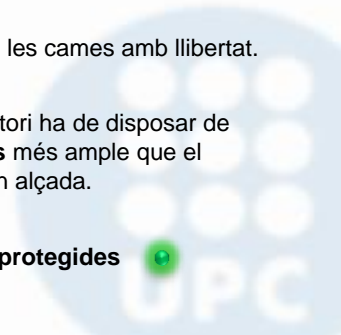 les cames amb llibertat.
tori ha de disposar de
s més ample que el
n alçada.
protegides
UPC